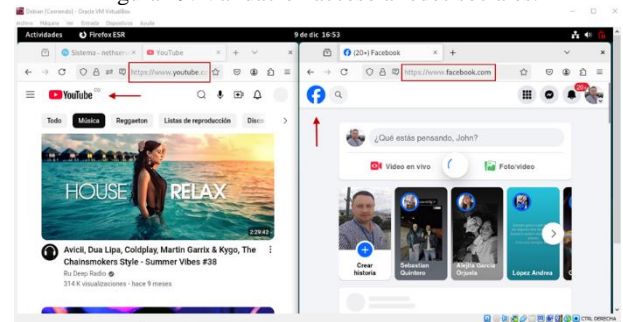 Debian [Corriendo] - Oracle VM VirtualBox
Archivo Máquina Ver Entrada Dispositivos Ayuda
Actividades Firefox ESR 9 de dic 16:53
Sistema - nethser YouTube
https://www.youtube.c
YouTube CO
Todo Música Reggaeton Listas de reproducción Disco
HOUSE RELAX
2:29:42
Avicii, Dua Lipa, Coldplay, Martin Garrix & Kygo, The
Chainsmokers Style - Summer Vibes #38
Ru Deep Radio
314 K visualizaciones · hace 9 meses
(20+) Facebook
https://www.facebook.com
20+
¿Qué estás pensando, John?
Video en vivo Foto/video
Crear
historia
Sebastian
Quintero
Alejita Garcia
Orjuela
López Andrea
CTRL DERECHA